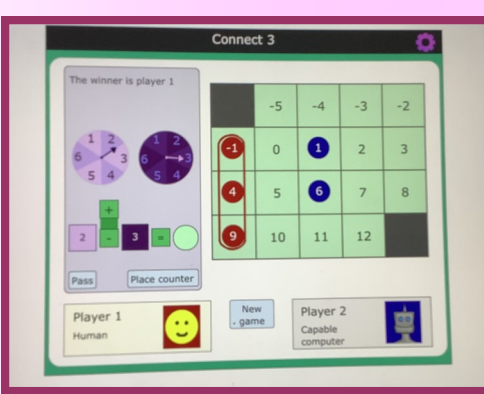 Connect 3
The winner is player 1
1 2 3 4 5 6
1 2 3 4 5 6
+
2 - 3 =
Pass
Place counter
-5 -4 -3 -2
-1 0 1 2 3
4 5 6 7 8
9 10 11 12
Player 1
Human
New
game
Player 2
Capable
computer